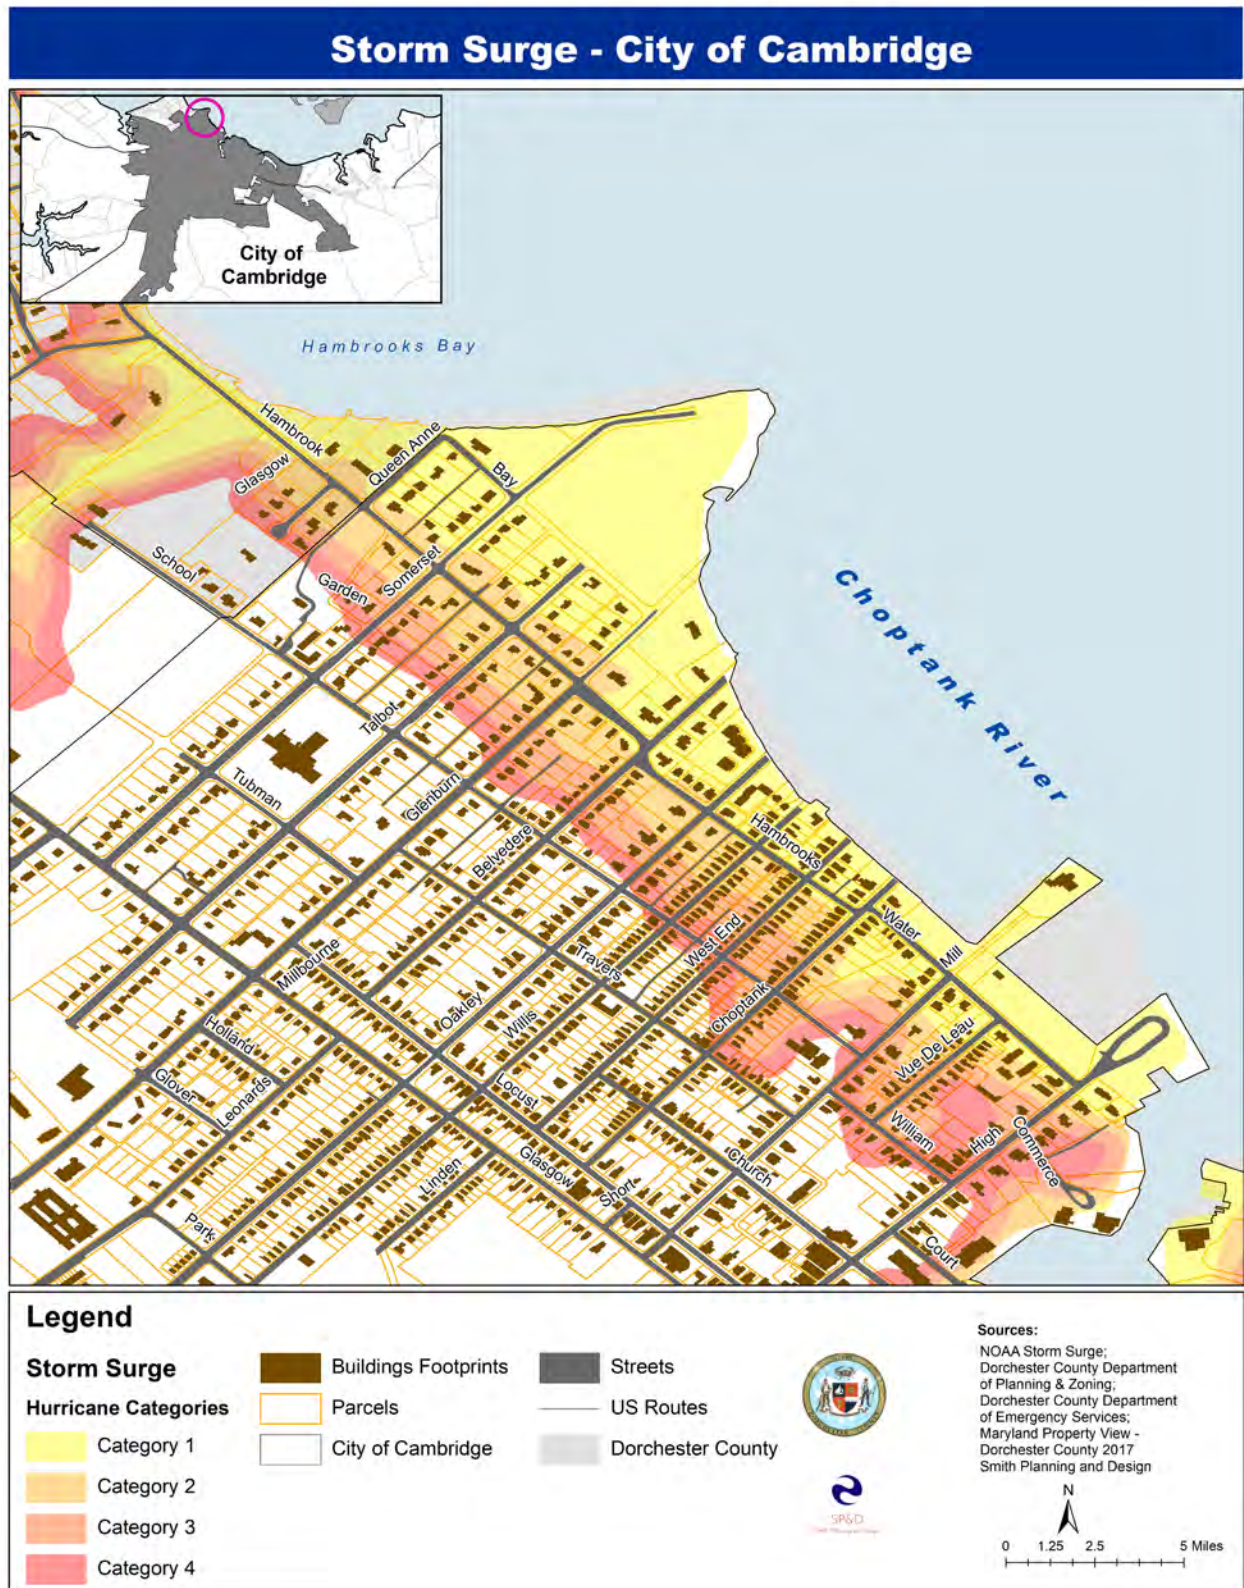 Storm Surge - City of Cambridge
City of
Cambridge
Hambrooks Bay
Choptank River
Hambrook
Queen Anne
Bay
Glasgow
School
Garden
Somerset
Talbot
Tubman
Glenburn
Belvedere
Hambrooks
Water
Mill
West End
Travers
Choptank
Millbourne
Oakley
Willis
Vue De Leau
Holland
Glover
Leonards
Locust
William
High
Commerce
Church
Glasgow
Short
Linden
Park
Court
Legend
Storm Surge
Hurricane Categories
Category 1
Category 2
Category 3
Category 4
Buildings Footprints
Parcels
City of Cambridge
Streets
US Routes
Dorchester County
SP&D
Sources:
NOAA Storm Surge;
Dorchester County Department
of Planning & Zoning;
Dorchester County Department
of Emergency Services;
Maryland Property View -
Dorchester County 2017
Smith Planning and Design
N
0 1.25 2.5 5 Miles